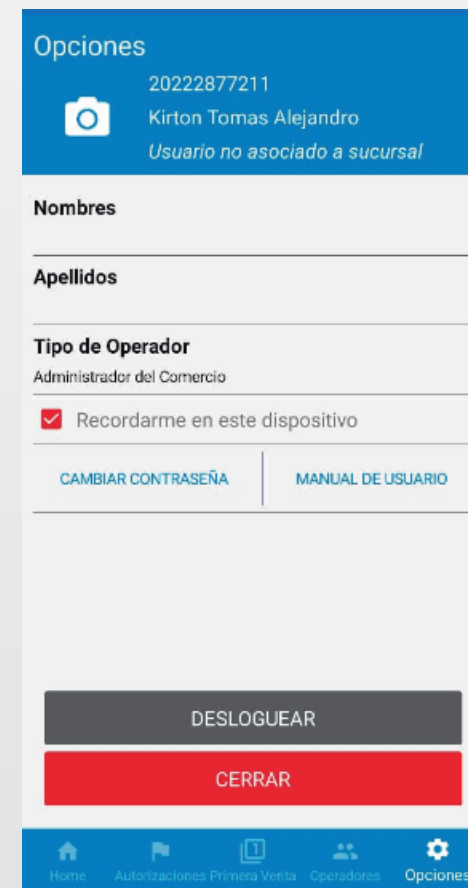 Opciones
20222877211
Kirton Tomas Alejandro
Usuario no asociado a sucursal
Nombres
Apellidos
Tipo de Operador
Administrador del Comercio
Recordarme en este dispositivo
CAMBIAR CONTRASEÑA MANUAL DE USUARIO
DESLOGUEAR
CERRAR
1
Home Autorizaciones Primera Venta Operadores Opciones